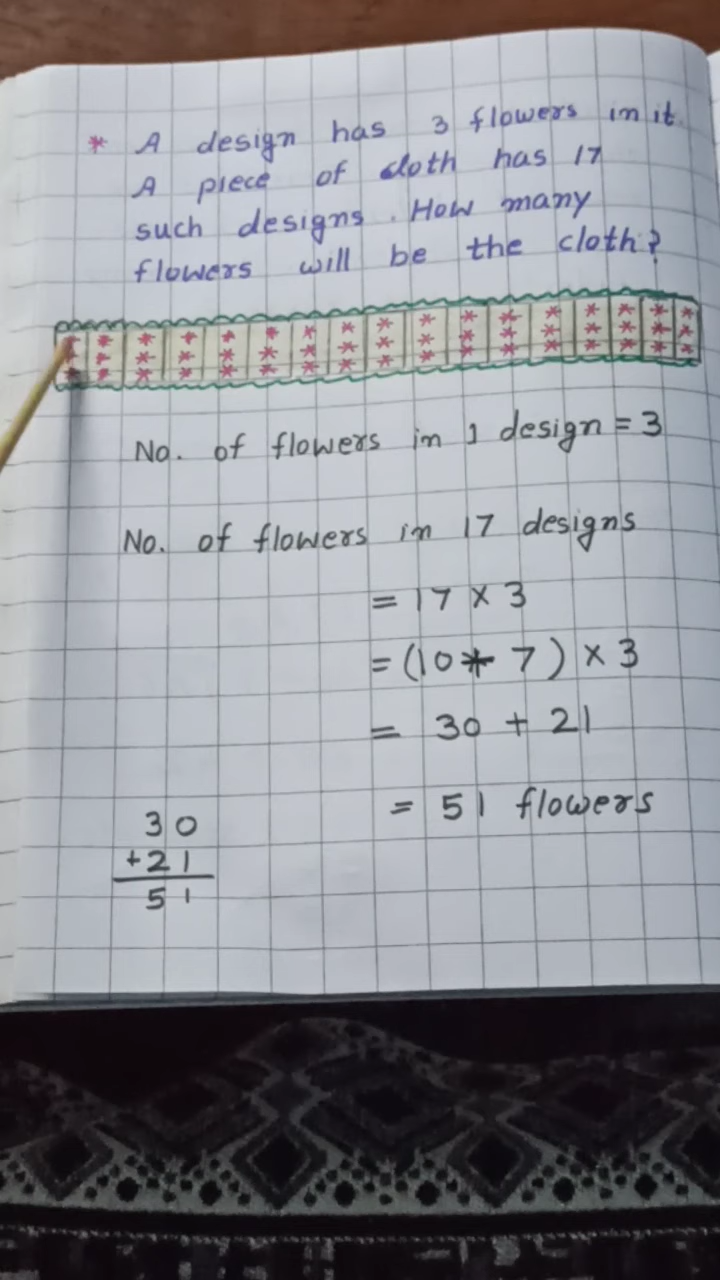 * A design has 3 flowers in it.
A piece of cloth has 17
such designs. How many
flowers will be the cloth?
No. of flowers in 1 design = 3
No. of flowers in 17 designs
= 17 × 3
= (10 + 7) × 3
= 30 + 21
= 51 flowers
30
+21
51